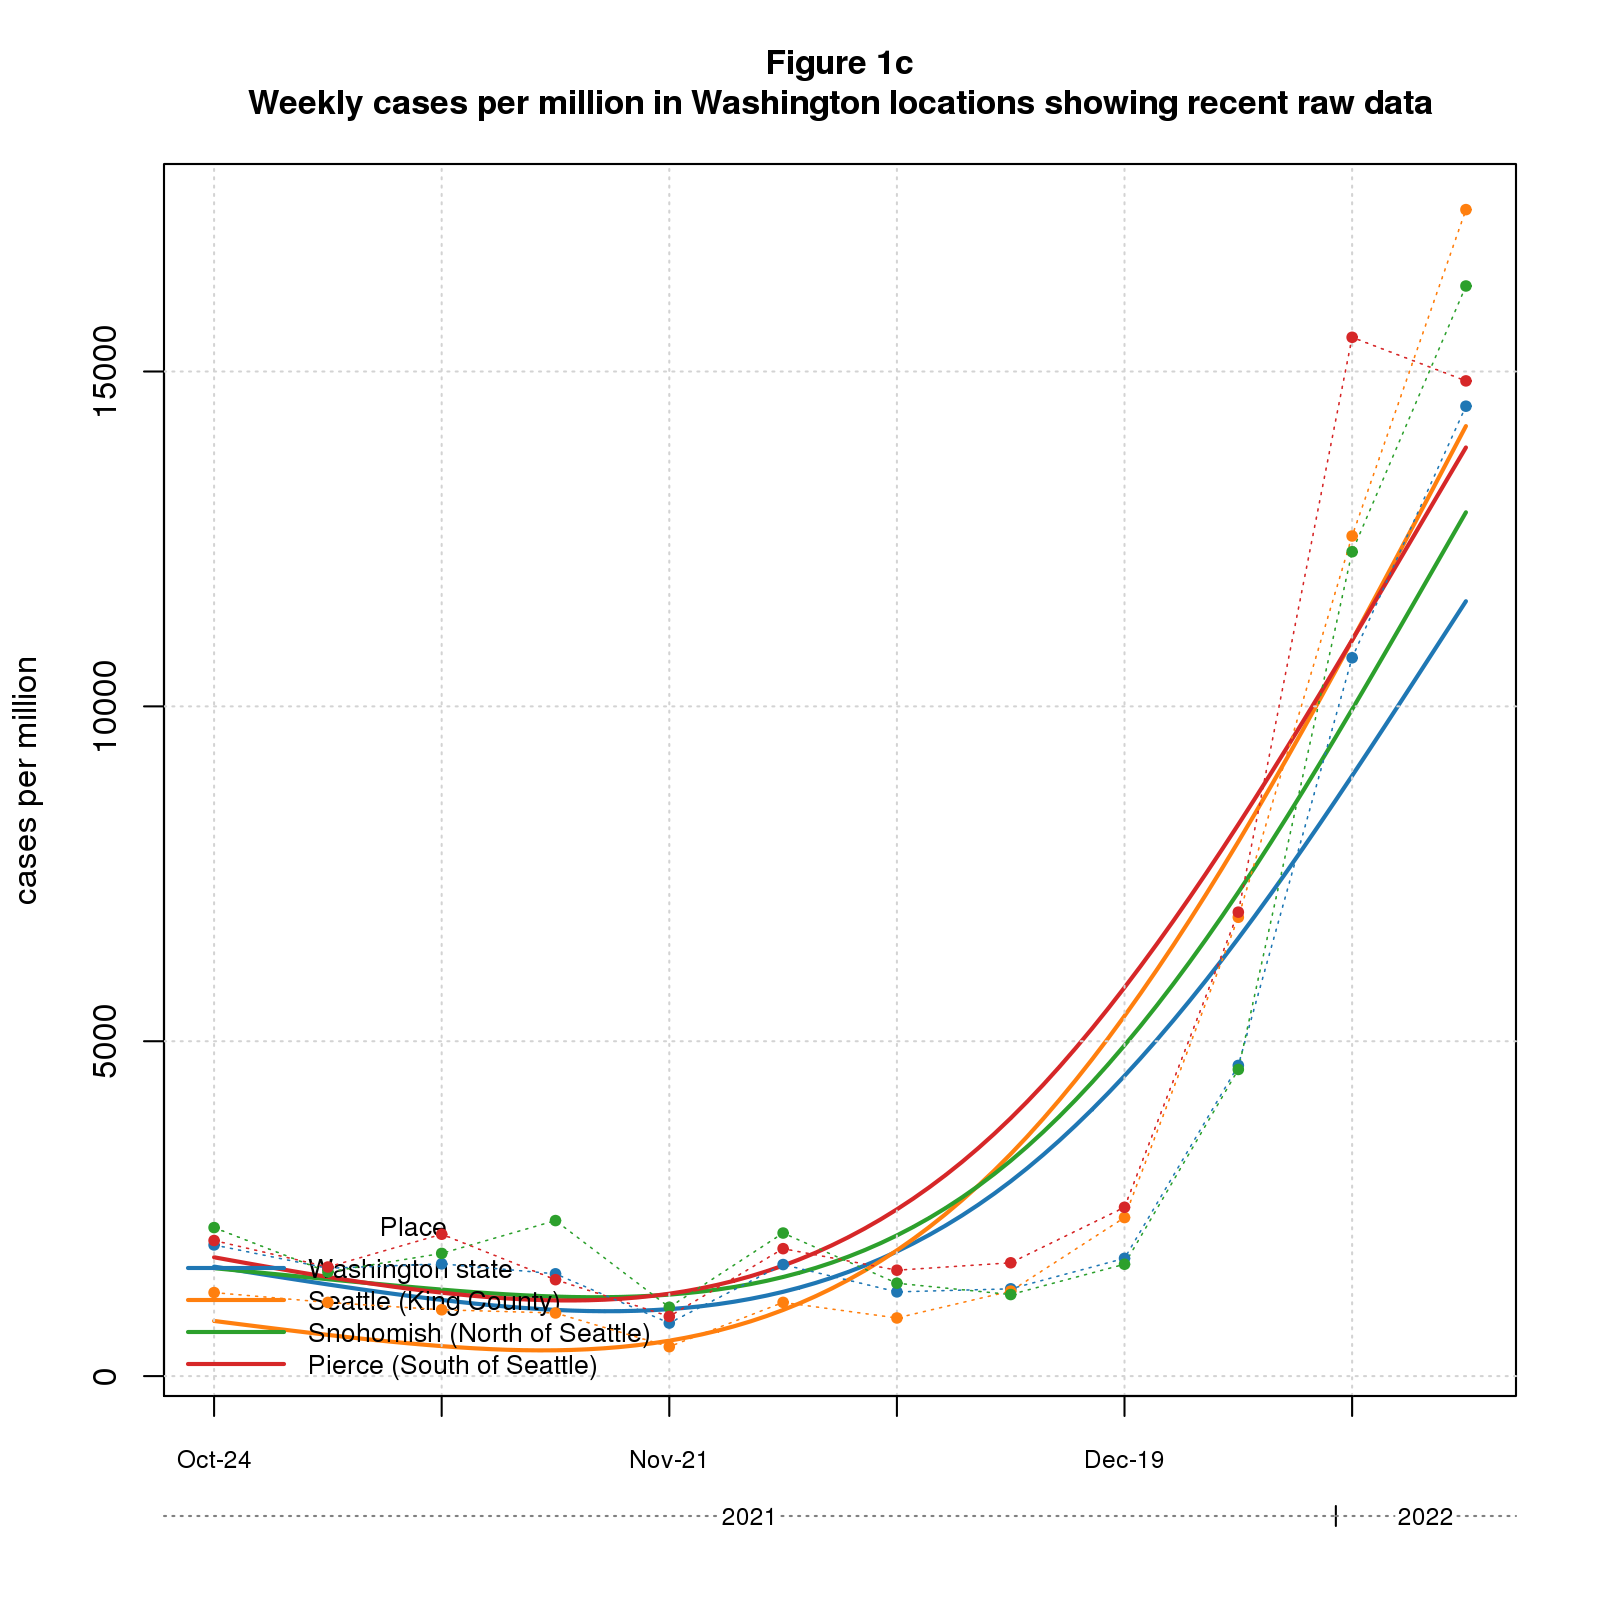 Figure 1c
Weekly cases per million in Washington locations showing recent raw data
cases per million
15000
10000
5000
0
Place
Washington state
Seattle (King County)
Snohomish (North of Seattle)
Pierce (South of Seattle)
Oct-24 Nov-21 Dec-19
2021 2022